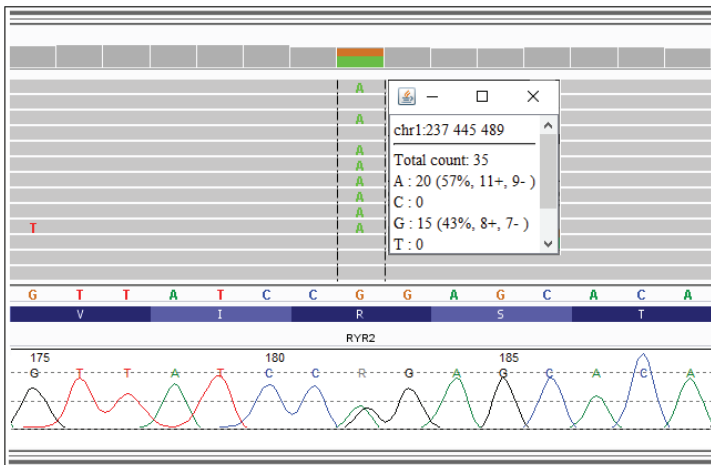 A
A
A
A
A
A
A
T A
chr1:237 445 489
Total count: 35
A : 20 (57%, 11+, 9- )
C : 0
G : 15 (43%, 8+, 7- )
T : 0
G T T A T C C G G A G C A C A
V I R S T
RYR2
175 180 185
G T T A T C C R G A G C A C A